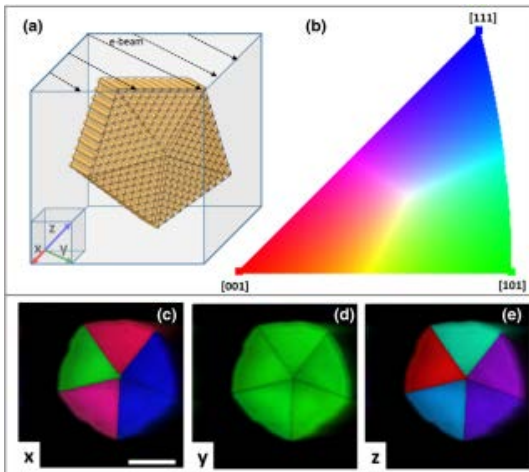 (a)
e-beam
z
x
y
(b)
[111]
[001]
[101]
(c)
x
(d)
y
(e)
z